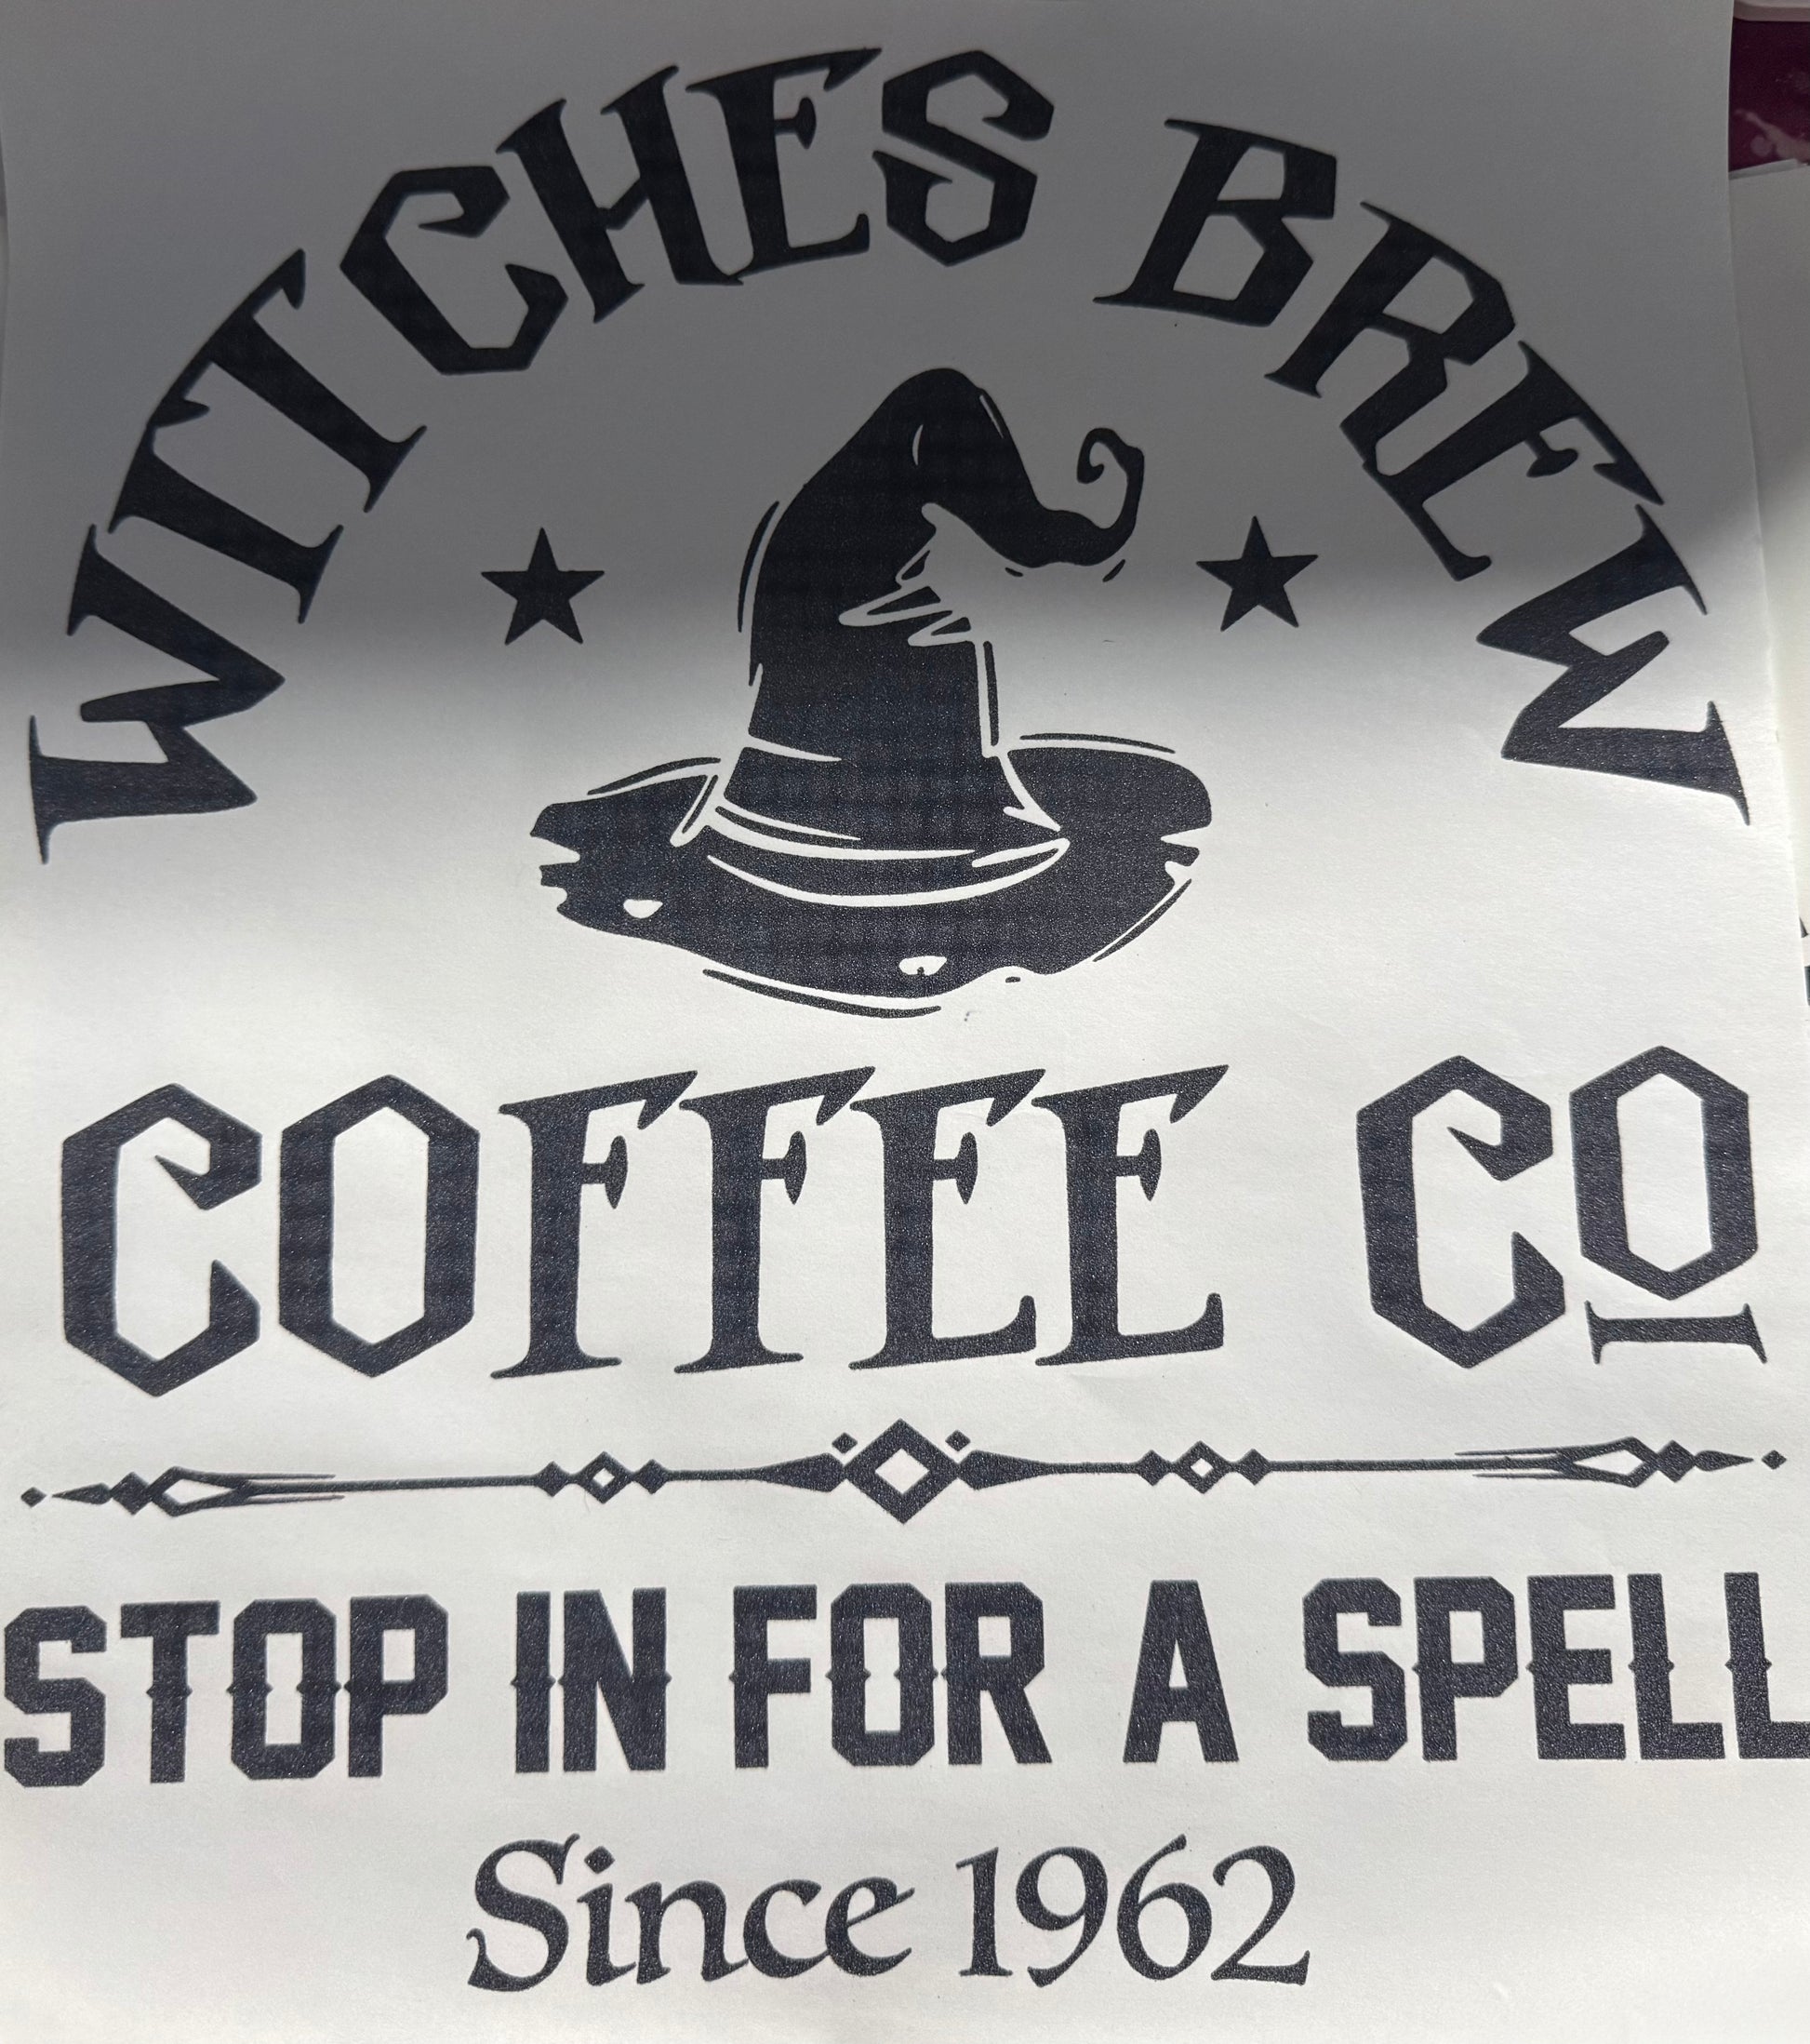 WITCHES BREW
COFFEE CO
STOP IN FOR A SPELL
Since 1962